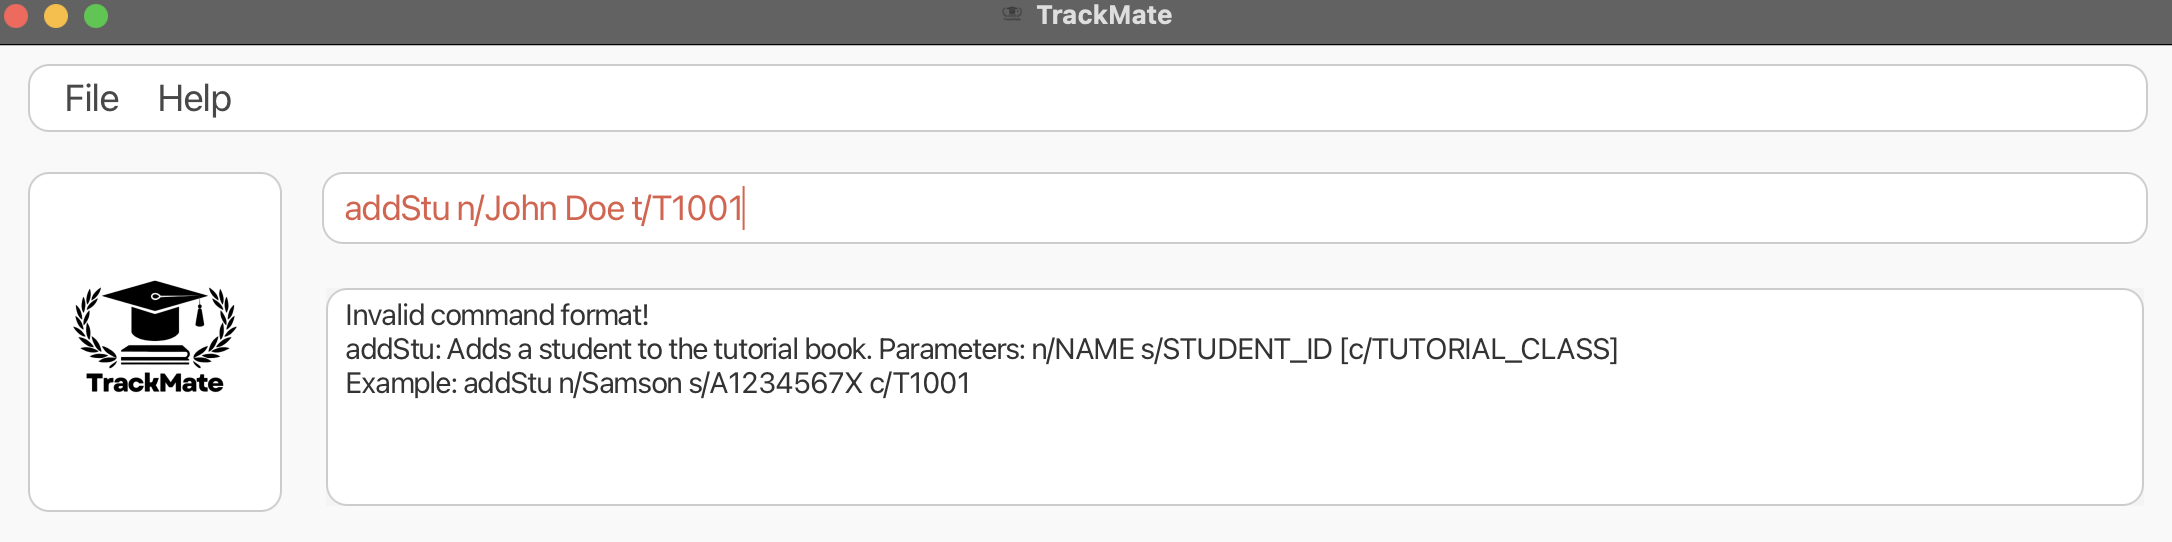 TrackMate
File Help
addStu n/John Doe t/T1001
TrackMate
Invalid command format!
addStu: Adds a student to the tutorial book. Parameters: n/NAME s/STUDENT_ID [c/TUTORIAL_CLASS]
Example: addStu n/Samson s/A1234567X c/T1001